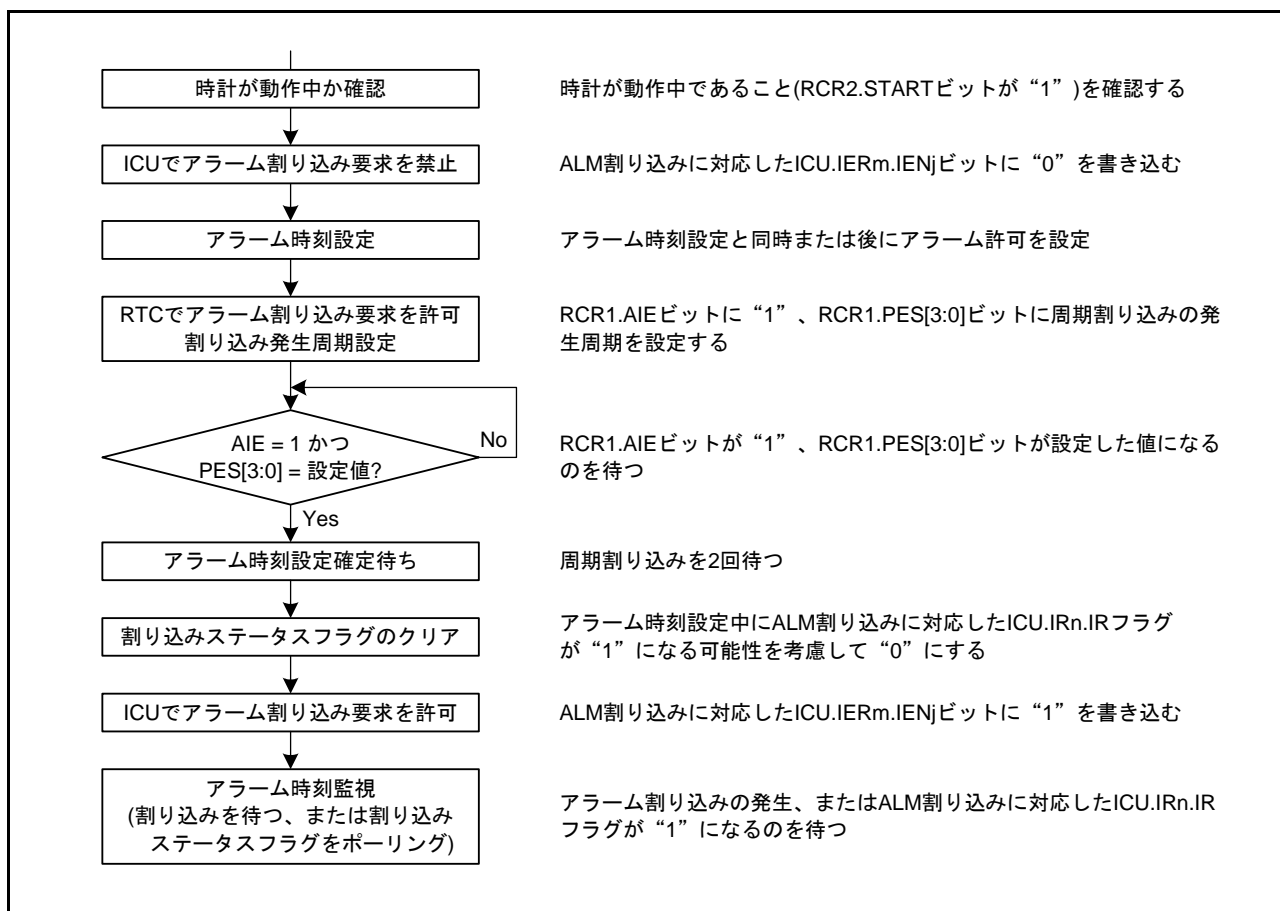 時計が動作中か確認
時計が動作中であること(RCR2.STARTビットが“1”)を確認する
ICUでアラーム割り込み要求を禁止
ALM割り込みに対応したICU.IERm.IENjビットに“0”を書き込む
アラーム時刻設定
アラーム時刻設定と同時または後にアラーム許可を設定
RTCでアラーム割り込み要求を許可
割り込み発生周期設定
RCR1.AIEビットに“1”、RCR1.PES[3:0]ビットに周期割り込みの発
生周期を設定する
AIE = 1 かつ
PES[3:0] = 設定値?
No
RCR1.AIEビットが“1”、RCR1.PES[3:0]ビットが設定した値になる
のを待つ
Yes
アラーム時刻設定確定待ち
周期割り込みを2回待つ
割り込みステータスフラグのクリア
アラーム時刻設定中にALM割り込みに対応したICU.IRn.IRフラグ
が“1”になる可能性を考慮して“0”にする
ICUでアラーム割り込み要求を許可
ALM割り込みに対応したICU.IERm.IENjビットに“1”を書き込む
アラーム時刻監視
(割り込みを待つ、または割り込み
ステータスフラグをポーリング)
アラーム割り込みの発生、またはALM割り込みに対応したICU.IRn.IR
フラグが“1”になるのを待つ